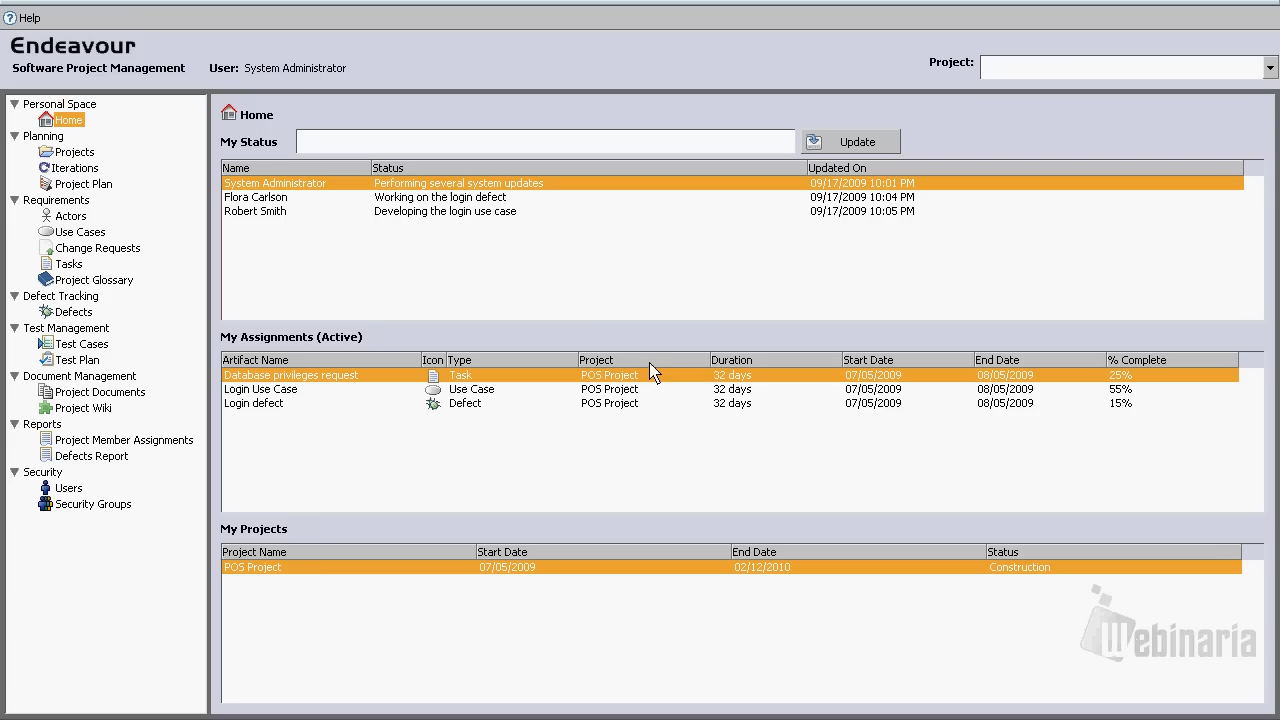 Help
Endeavour
Software Project Management User: System Administrator
Project:
Personal Space
Home
Planning
Projects
Iterations
Project Plan
Requirements
Actors
Use Cases
Change Requests
Tasks
Project Glossary
Defect Tracking
Defects
Test Management
Test Cases
Test Plan
Document Management
Project Documents
Project Wiki
Reports
Project Member Assignments
Defects Report
Security
Users
Security Groups
Home
My Status Update
Name Status Updated On
System Administrator Performing several system updates 09/17/2009 10:01 PM
Flora Carlson Working on the login defect 09/17/2009 10:04 PM
Robert Smith Developing the login use case 09/17/2009 10:05 PM
My Assignments (Active)
Artifact Name Icon Type Project Duration Start Date End Date % Complete
Database privileges request Task POS Project 32 days 07/05/2009 08/05/2009 25%
Login Use Case Use Case POS Project 32 days 07/05/2009 08/05/2009 55%
Login defect Defect POS Project 32 days 07/05/2009 08/05/2009 15%
My Projects
Project Name Start Date End Date Status
POS Project 07/05/2009 02/12/2010 Construction
Webinaria